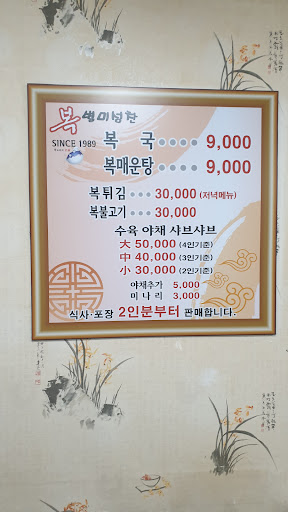 복 생미식관
SINCE 1989
복 국 •••• 9,000
복매운탕 •••• 9,000
복튀김 ••• 30,000 (저녁메뉴)
복불고기 ••• 30,000
수육 야채 샤브샤브
大 50,000 (4인기준)
中 40,000 (3인기준)
小 30,000 (2인기준)
야채추가 5,000
미나리 3,000
식사·포장 2인분부터 판매합니다.